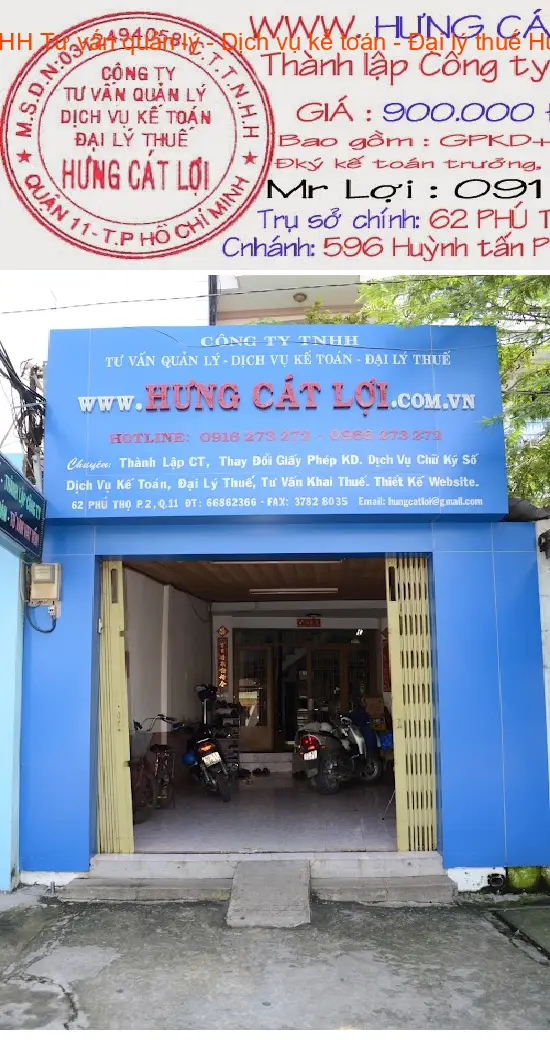 HH Tư vấn quản lý - Dịch vụ kế toán - Đại lý thuế Hư
WWW. HƯNG CÁ
Thành lập Công ty
GIÁ : 900.000
Bao gồm : GPKD+
Đký kế toán trưởng,
Mr Lợi : 091
Trụ sở chính: 62 PHÚ T
Cnhánh: 596 Huỳnh tấn P
CÔNG TY
TƯ VẤN QUẢN LÝ
DỊCH VỤ KẾ TOÁN
ĐẠI LÝ THUẾ
HƯNG CÁT LỢI
QUẬN 11 - T.P HỒ CHÍ MINH
CÔNG TY TNHH
TƯ VẤN QUẢN LÝ - DỊCH VỤ KẾ TOÁN - ĐẠI LÝ THUẾ
WWW.HƯNG CÁT LỢI.COM.VN
HOTLINE: 0916 273 272 - 0968 273 272
Chuyên: Thành Lập CT, Thay Đổi Giấy Phép KD. Dịch Vụ Chữ Ký Số
Dịch Vụ Kế Toán, Đại Lý Thuế, Tư Vấn Khai Thuế. Thiết Kế Website.
62 PHÚ THỌ P.2, Q.11 ĐT: 66862366 - FAX: 3782 8035 Email: hungcatloi@gmail.com